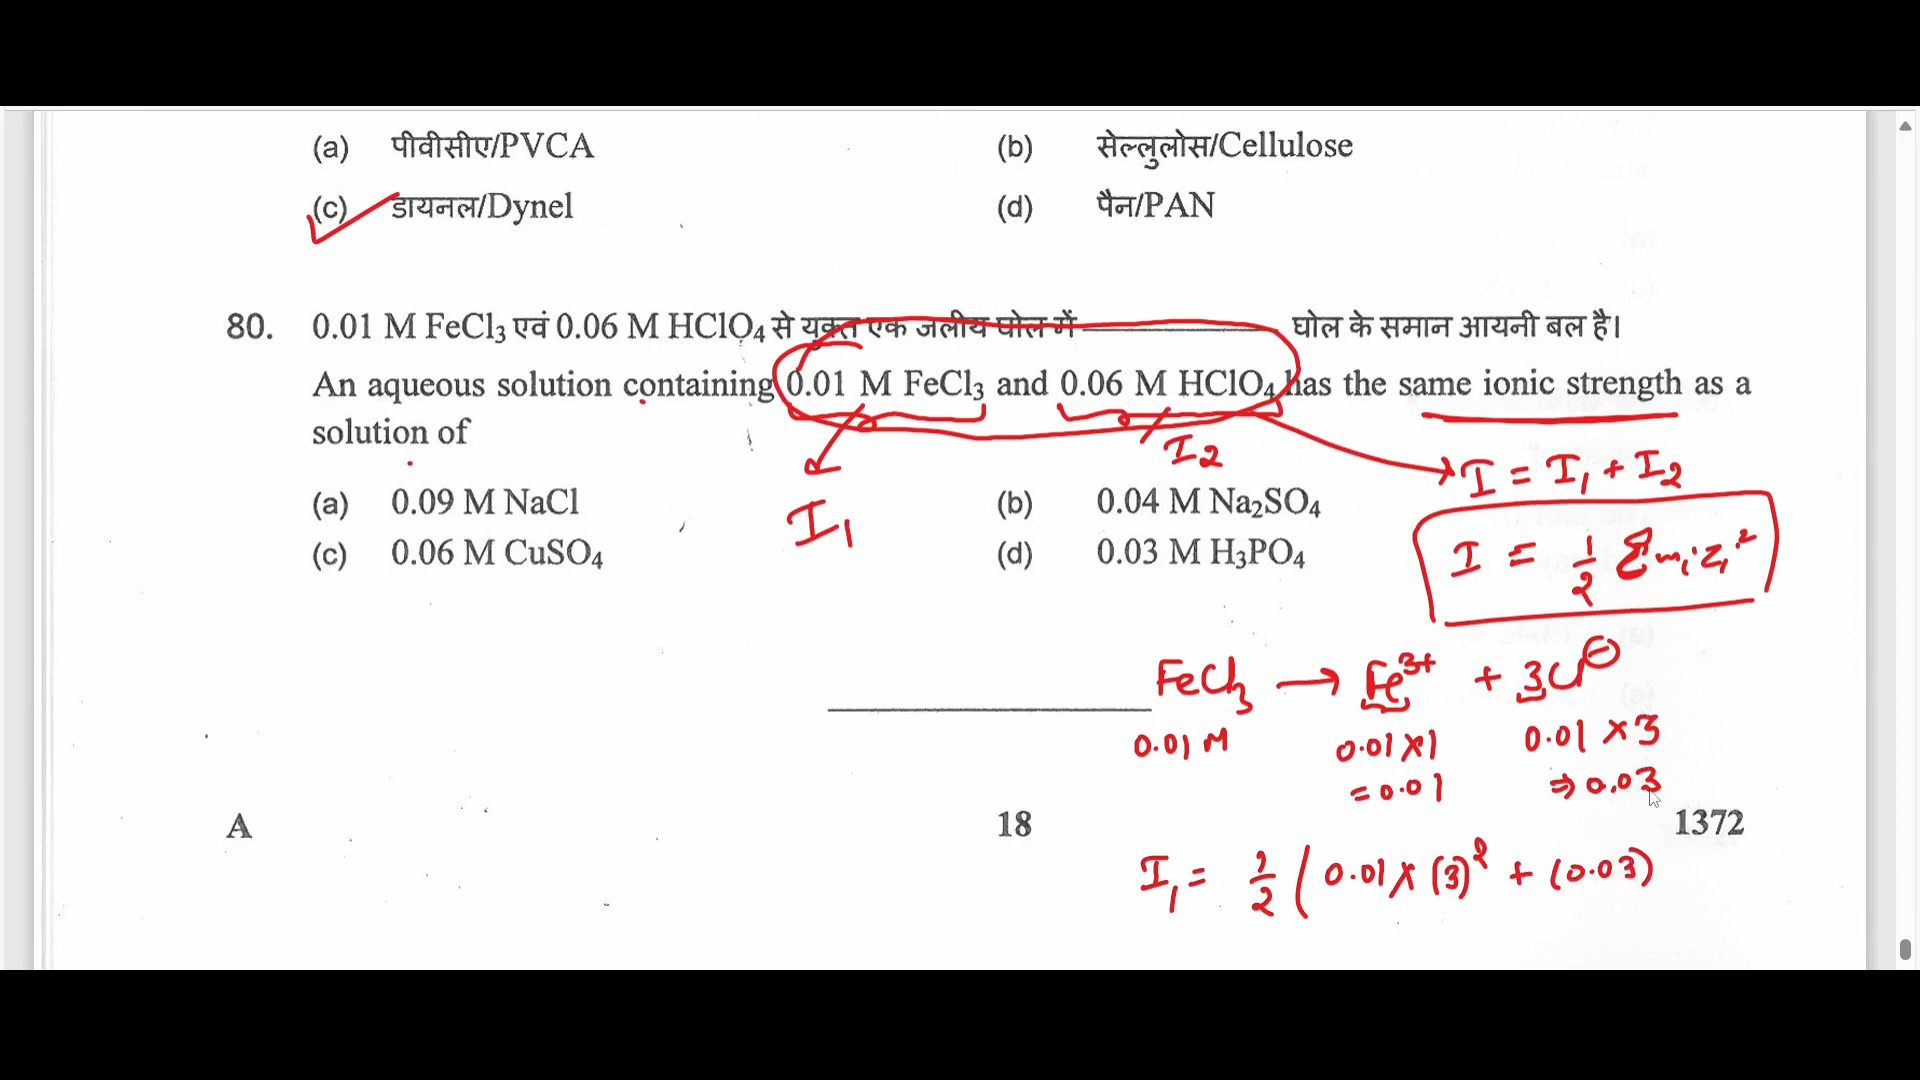 (a) पीवीसीए/PVCA (b) सेल्लुलोस/Cellulose
(c) डायनल/Dynel (d) पैन/PAN
80. 0.01 M FeCl₃ एवं 0.06 M HClO₄ से युक्त एक जलीय घोल में ____________ घोल के समान आयनी बल है।
An aqueous solution containing 0.01 M FeCl₃ and 0.06 M HClO₄ has the same ionic strength as a
solution of
I₂
I = I₁ + I₂
(a) 0.09 M NaCl (b) 0.04 M Na₂SO₄
I₁
(c) 0.06 M CuSO₄ (d) 0.03 M H₃PO₄
I = 1/2 Σ mᵢ zᵢ²
FeCl₃ → Fe³⁺ + 3Cl⊖
0.01 M 0.01×1 0.01 × 3
= 0.01 ⇒ 0.03
A 18 1372
I₁ = 1/2 ( 0.01 × (3)² + (0.03)